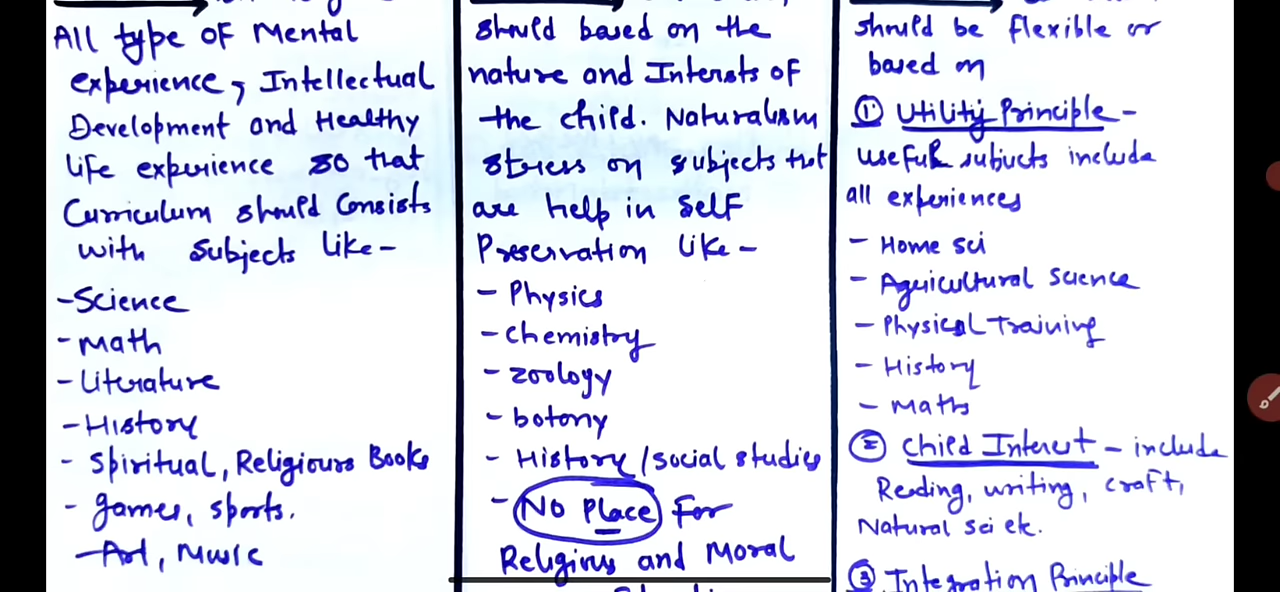 All type of Mental
experience, Intellectual
Development and Healthy
life experience so that
Curriculum should Consists
with subjects like -
- Science
- Math
- Literature
- History
- Spiritual, Religiours Books
- games, sports.
- Art, Music
should based on the
nature and Intersts of
the child. Naturalism
stress on subjects that
are help in self
Preservation like -
- Physics
- Chemistry
- Zoology
- botony
- History/social studies
- No Place for
Religious and Moral
should be flexible or
based on
① Utility Principle -
useful subjucts include
all experiences
- Home sci
- Agricultural Science
- Physical Training
- History
- Maths
② Child Interest - include
Reading, writing, craft,
Natural sci etc.
③ Integration Principle